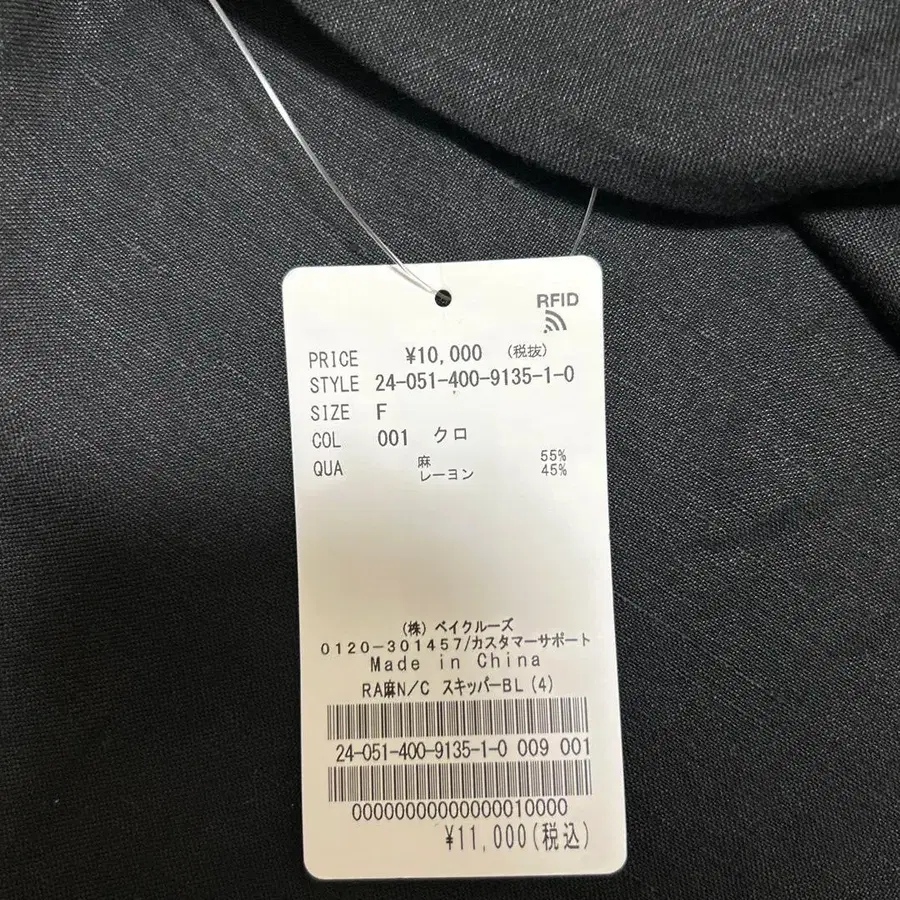 RFID
PRICE ¥10,000 (税抜)
STYLE 24-051-400-9135-1-0
SIZE F
COL 001 クロ
QUA 麻 55%
レーヨン 45%
(株) ベイクルーズ
0120-301457/カスタマーサポート
Made in China
RA麻N/C スキッパーBL(4)
24-051-400-9135-1-0 009 001
00000000000000010000
¥11,000(税込)